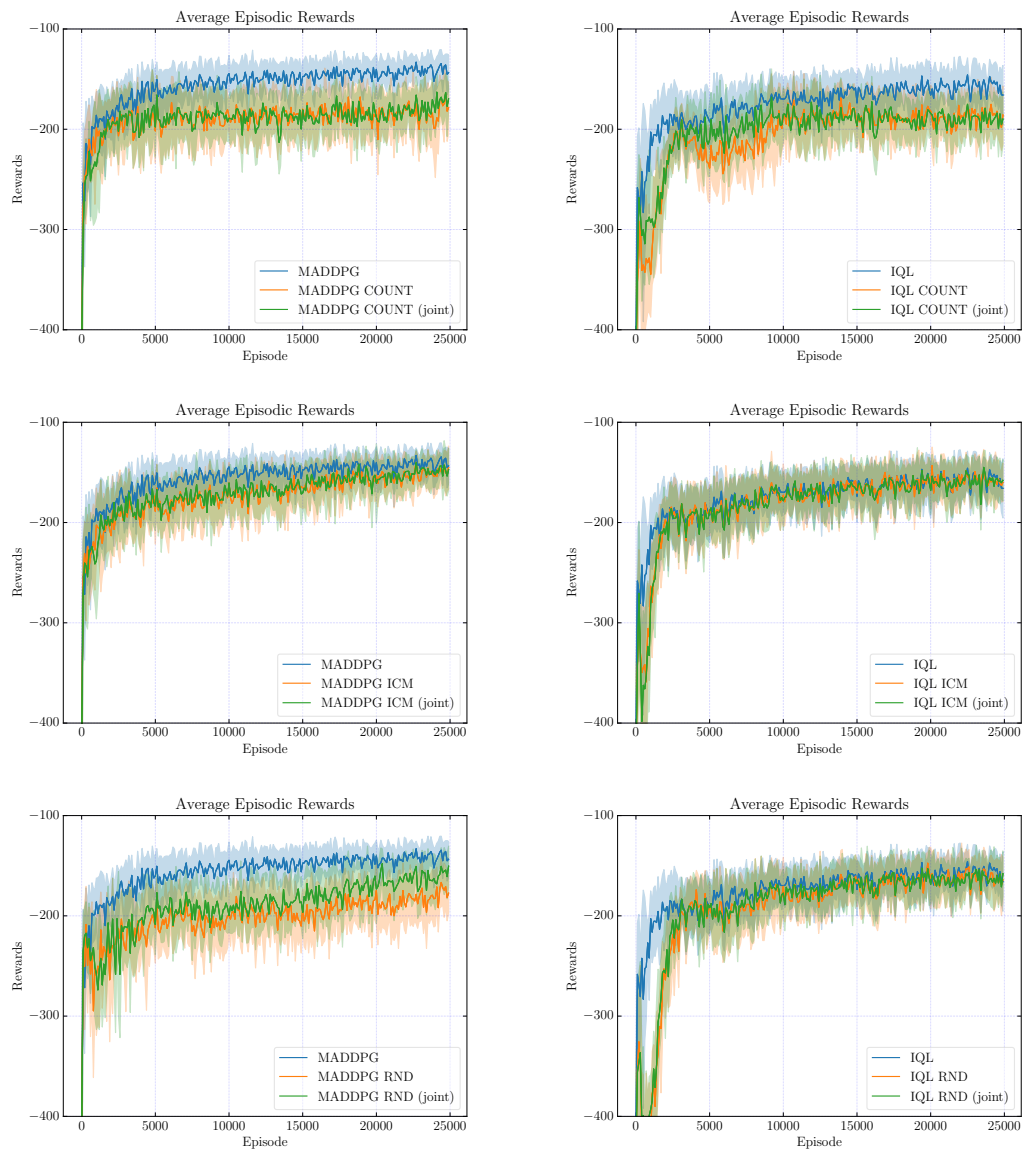 Average Episodic Rewards
−100
−200
−300
−400
Rewards
0 5000 10000 15000 20000 25000
Episode
MADDPG
MADDPG COUNT
MADDPG COUNT (joint)
Average Episodic Rewards
−100
−200
−300
−400
Rewards
0 5000 10000 15000 20000 25000
Episode
IQL
IQL COUNT
IQL COUNT (joint)
Average Episodic Rewards
−100
−200
−300
−400
Rewards
0 5000 10000 15000 20000 25000
Episode
MADDPG
MADDPG ICM
MADDPG ICM (joint)
Average Episodic Rewards
−100
−200
−300
−400
Rewards
0 5000 10000 15000 20000 25000
Episode
IQL
IQL ICM
IQL ICM (joint)
Average Episodic Rewards
−100
−200
−300
−400
Rewards
0 5000 10000 15000 20000 25000
Episode
MADDPG
MADDPG RND
MADDPG RND (joint)
Average Episodic Rewards
−100
−200
−300
−400
Rewards
0 5000 10000 15000 20000 25000
Episode
IQL
IQL RND
IQL RND (joint)